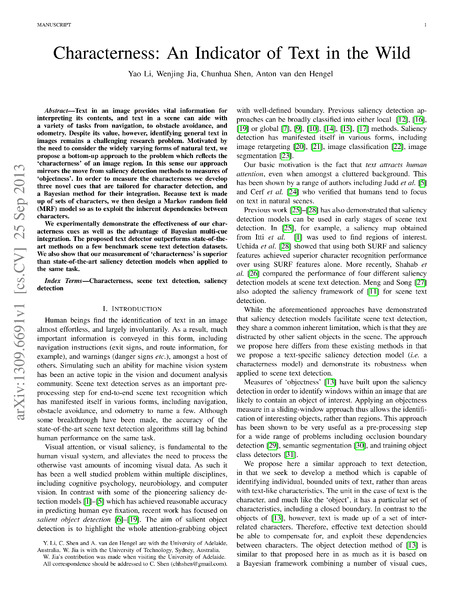 MANUSCRIPT 1
Characterness: An Indicator of Text in the Wild
Yao Li, Wenjing Jia, Chunhua Shen, Anton van den Hengel
arXiv:1309.6691v1 [cs.CV] 25 Sep 2013
Abstract—Text in an image provides vital information for
interpreting its contents, and text in a scene can aide with
a variety of tasks from navigation, to obstacle avoidance, and
odometry. Despite its value, however, identifying general text in
images remains a challenging research problem. Motivated by
the need to consider the widely varying forms of natural text, we
propose a bottom-up approach to the problem which reflects the
'characterness' of an image region. In this sense our approach
mirrors the move from saliency detection methods to measures of
'objectness'. In order to measure the characterness we develop
three novel cues that are tailored for character detection, and
a Bayesian method for their integration. Because text is made
up of sets of characters, we then design a Markov random field
(MRF) model so as to exploit the inherent dependencies between
characters.
We experimentally demonstrate the effectiveness of our char-
acterness cues as well as the advantage of Bayesian multi-cue
integration. The proposed text detector outperforms state-of-the-
art methods on a few benchmark scene text detection datasets.
We also show that our measurement of 'characterness' is superior
than state-of-the-art saliency detection models when applied to
the same task.
Index Terms—Characterness, scene text detection, saliency
detection
I. INTRODUCTION
Human beings find the identification of text in an image
almost effortless, and largely involuntarily. As a result, much
important information is conveyed in this form, including
navigation instructions (exit signs, and route information, for
example), and warnings (danger signs etc.), amongst a host of
others. Simulating such an ability for machine vision system
has been an active topic in the vision and document analysis
community. Scene text detection serves as an important pre-
processing step for end-to-end scene text recognition which
has manifested itself in various forms, including navigation,
obstacle avoidance, and odometry to name a few. Although
some breakthrough have been made, the accuracy of the
state-of-the-art scene text detection algorithms still lag behind
human performance on the same task.
Visual attention, or visual saliency, is fundamental to the
human visual system, and alleviates the need to process the
otherwise vast amounts of incoming visual data. As such it
has been a well studied problem within multiple disciplines,
including cognitive psychology, neurobiology, and computer
vision. In contrast with some of the pioneering saliency de-
tection models [1]–[5] which has achieved reasonable accuracy
in predicting human eye fixation, recent work has focused on
salient object detection [6]–[19]. The aim of salient object
detection is to highlight the whole attention-grabbing object
Y. Li, C. Shen and A. van den Hengel are with the University of Adelaide,
Australia. W. Jia is with the University of Technology, Sydney, Australia.
W. Jia's contribution was made when visiting the University of Adelaide.
All correspondence should be addressed to C. Shen (chhshen@gmail.com).
with well-defined boundary. Previous saliency detection ap-
proaches can be broadly classified into either local [12], [16],
[19] or global [7], [9], [10], [14], [15], [17] methods. Saliency
detection has manifested itself in various forms, including
image retargeting [20], [21], image classification [22], image
segmentation [23].
Our basic motivation is the fact that text attracts human
attention, even when amongst a cluttered background. This
has been shown by a range of authors including Judd et al. [5]
and Cerf et al. [24] who verified that humans tend to focus
on text in natural scenes.
Previous work [25]–[28] has also demonstrated that saliency
detection models can be used in early stages of scene text
detection. In [25], for example, a saliency map obtained
from Itti et al. [1] was used to find regions of interest.
Uchida et al. [28] showed that using both SURF and saliency
features achieved superior character recognition performance
over using SURF features alone. More recently, Shahab et
al. [26] compared the performance of four different saliency
detection models at scene text detection. Meng and Song [27]
also adopted the saliency framework of [11] for scene text
detection.
While the aforementioned approaches have demonstrated
that saliency detection models facilitate scene text detection,
they share a common inherent limitation, which is that they are
distracted by other salient objects in the scene. The approach
we propose here differs from these existing methods in that
we propose a text-specific saliency detection model (i.e. a
characterness model) and demonstrate its robustness when
applied to scene text detection.
Measures of 'objectness' [13] have built upon the saliency
detection in order to identify windows within an image that are
likely to contain an object of interest. Applying an objectness
measure in a sliding-window approach thus allows the identifi-
cation of interesting objects, rather than regions. This approach
has been shown to be very useful as a pre-processing step
for a wide range of problems including occlusion boundary
detection [29], semantic segmentation [30], and training object
class detectors [31].
We propose here a similar approach to text detection,
in that we seek to develop a method which is capable of
identifying individual, bounded units of text, rather than areas
with text-like characteristics. The unit in the case of text is the
character, and much like the 'object', it has a particular set of
characteristics, including a closed boundary. In contrast to the
objects of [13], however, text is made up of a set of inter-
related characters. Therefore, effective text detection should
be able to compensate for, and exploit these dependencies
between characters. The object detection method of [13] is
similar to that proposed here in as much as it is based on
a Bayesian framework combining a number of visual cues,